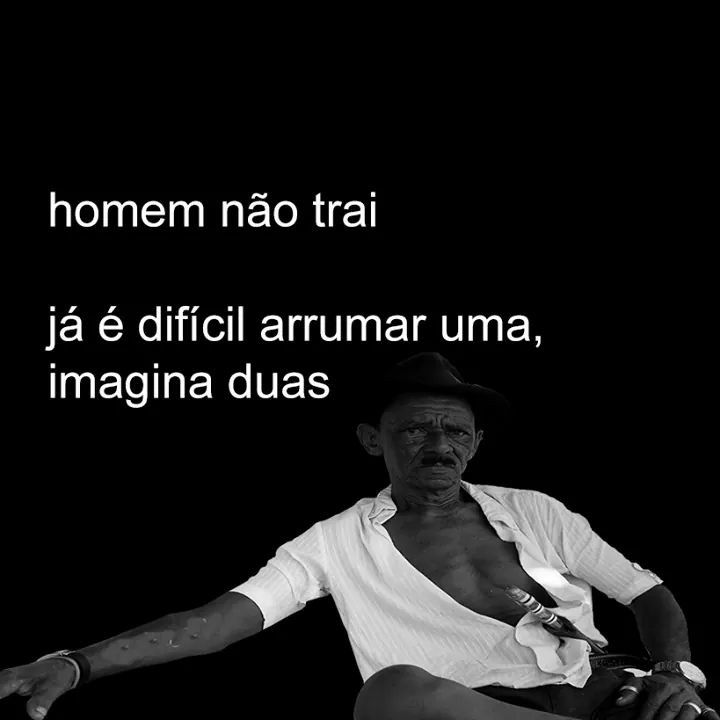 homem não trai
já é difícil arrumar uma,
imagina duas